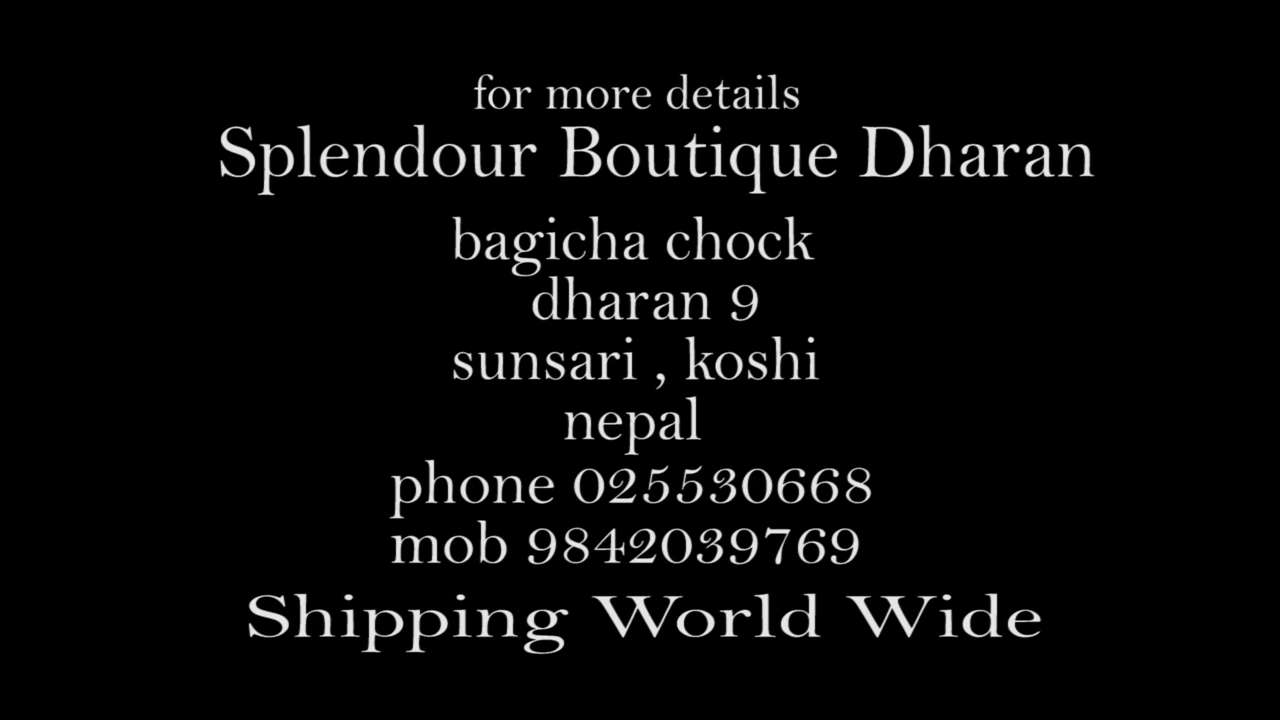 for more details
Splendour Boutique Dharan
bagicha chock
dharan 9
sunsari , koshi
nepal
phone 025530668
mob 9842039769
Shipping World Wide